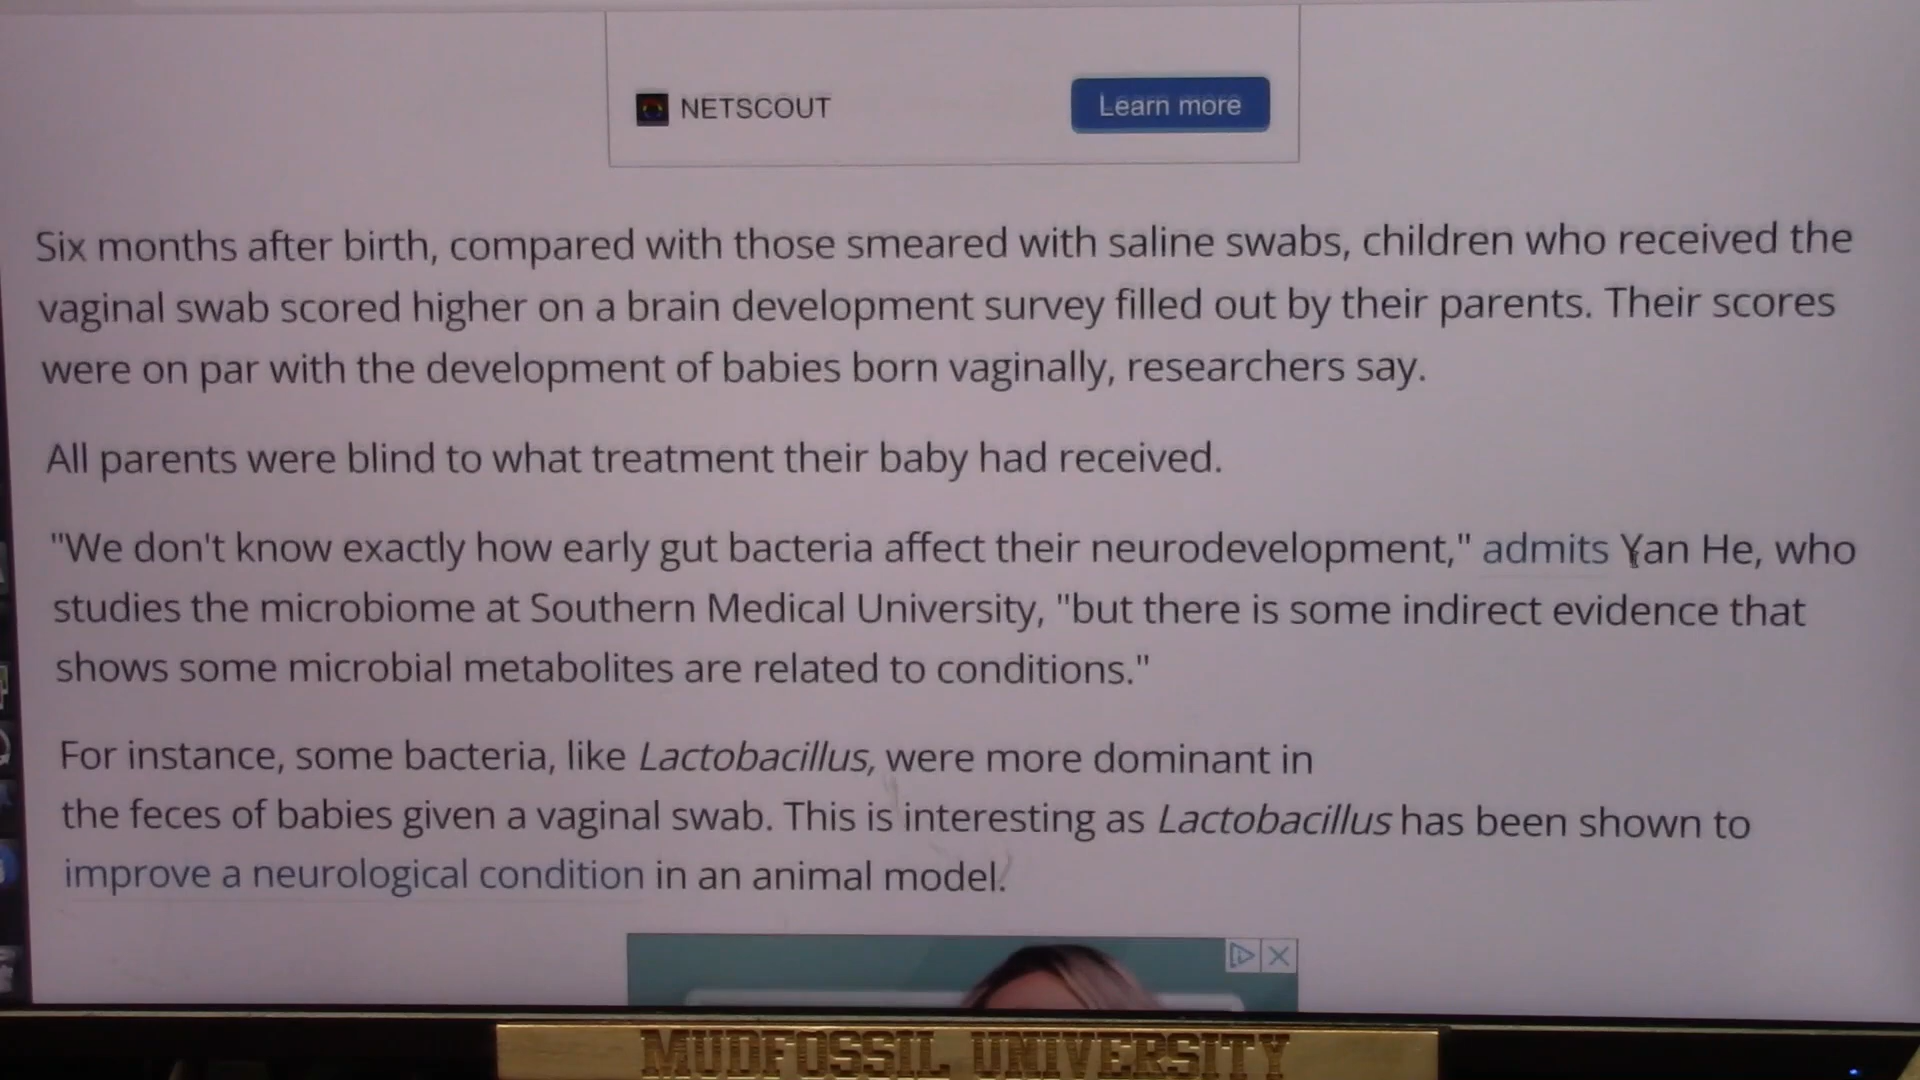 NETSCOUT
Learn more
Six months after birth, compared with those smeared with saline swabs, children who received the
vaginal swab scored higher on a brain development survey filled out by their parents. Their scores
were on par with the development of babies born vaginally, researchers say.
All parents were blind to what treatment their baby had received.
"We don't know exactly how early gut bacteria affect their neurodevelopment," admits Yan He, who
studies the microbiome at Southern Medical University, "but there is some indirect evidence that
shows some microbial metabolites are related to conditions."
For instance, some bacteria, like Lactobacillus, were more dominant in
the feces of babies given a vaginal swab. This is interesting as Lactobacillus has been shown to
improve a neurological condition in an animal model.
MUDFOSSIL UNIVERSITY